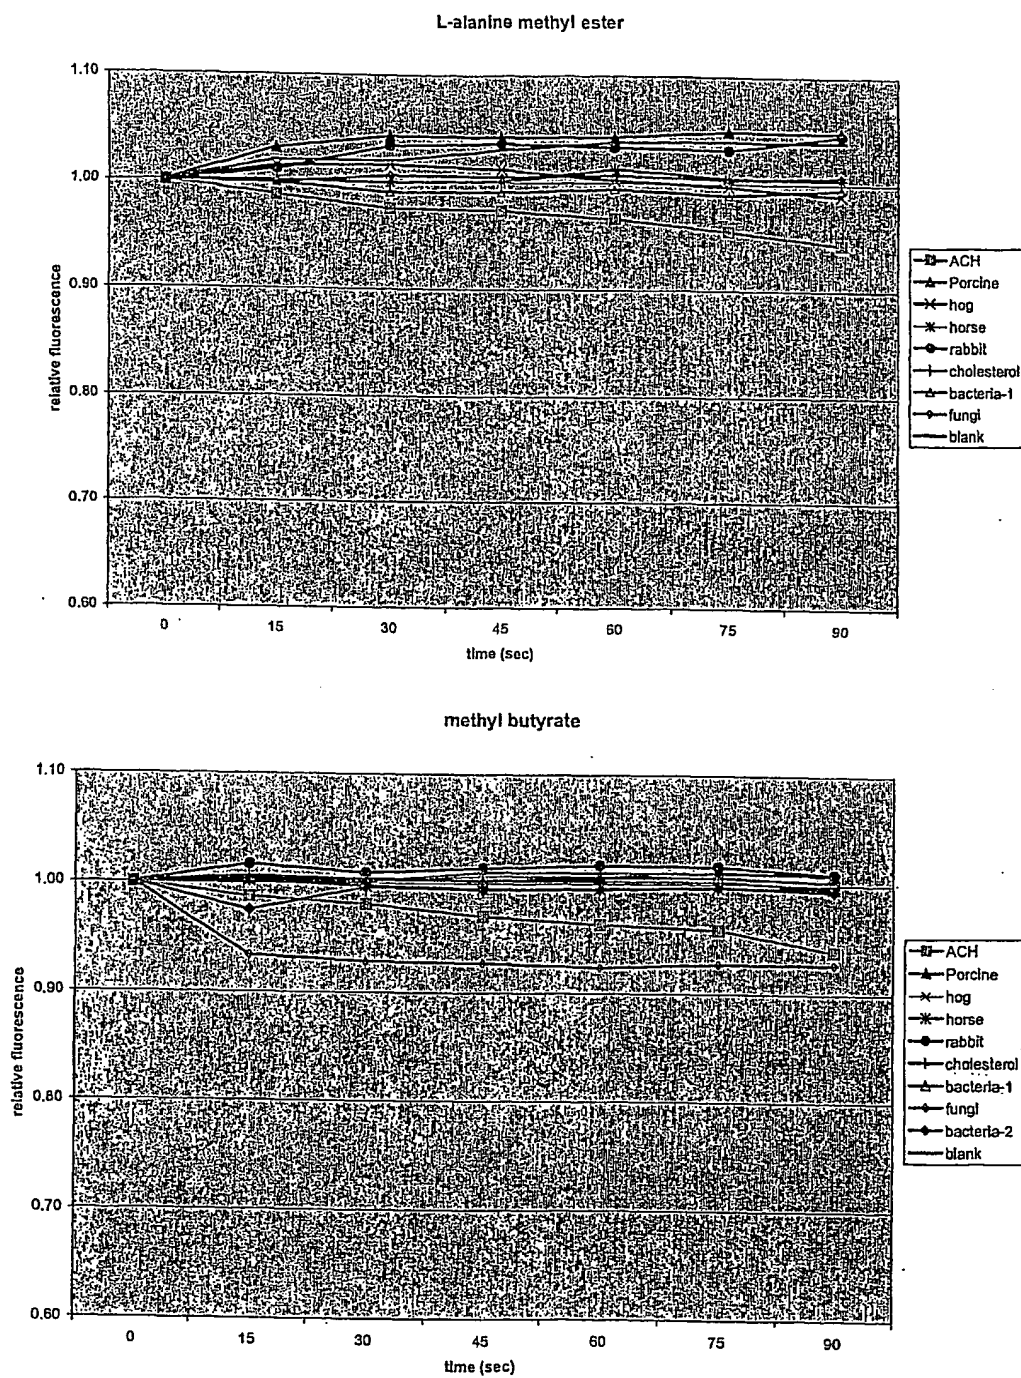 L-alanine methyl ester
1.10
1.00
0.90
0.80
0.70
0.60
relative fluorescence
0
15
30
45
60
75
90
time (sec)
ACH
Porcine
hog
horse
rabbit
cholesterol
bacteria-1
fungi
blank
methyl butyrate
1.10
1.00
0.90
0.80
0.70
0.60
relative fluorescence
0
15
30
45
60
75
90
time (sec)
ACH
Porcine
hog
horse
rabbit
cholesterol
bacteria-1
fungi
bacteria-2
blank